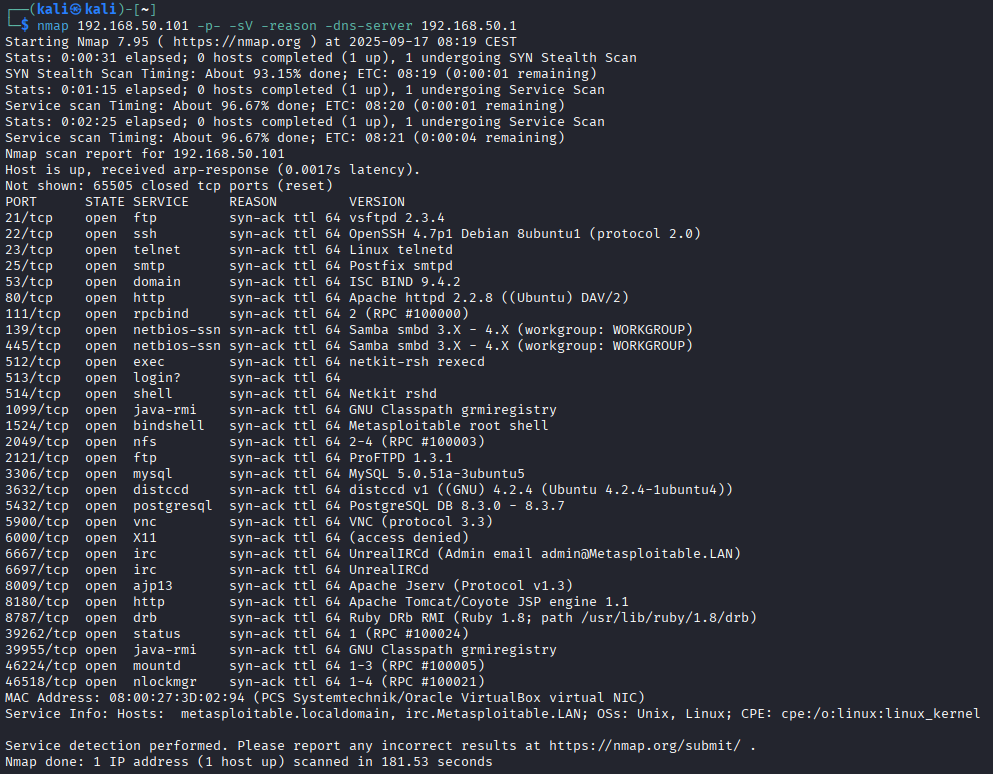 ┌──(kali㉿kali)-[~]
└─$ nmap 192.168.50.101 -p- -sV -reason -dns-server 192.168.50.1
Starting Nmap 7.95 ( https://nmap.org ) at 2025-09-17 08:19 CEST
Stats: 0:00:31 elapsed; 0 hosts completed (1 up), 1 undergoing SYN Stealth Scan
SYN Stealth Scan Timing: About 93.15% done; ETC: 08:19 (0:00:01 remaining)
Stats: 0:01:15 elapsed; 0 hosts completed (1 up), 1 undergoing Service Scan
Service scan Timing: About 96.67% done; ETC: 08:20 (0:00:01 remaining)
Stats: 0:02:25 elapsed; 0 hosts completed (1 up), 1 undergoing Service Scan
Service scan Timing: About 96.67% done; ETC: 08:21 (0:00:04 remaining)
Nmap scan report for 192.168.50.101
Host is up, received arp-response (0.0017s latency).
Not shown: 65505 closed tcp ports (reset)
PORT      STATE SERVICE     REASON         VERSION
21/tcp    open  ftp         syn-ack ttl 64 vsftpd 2.3.4
22/tcp    open  ssh         syn-ack ttl 64 OpenSSH 4.7p1 Debian 8ubuntu1 (protocol 2.0)
23/tcp    open  telnet      syn-ack ttl 64 Linux telnetd
25/tcp    open  smtp        syn-ack ttl 64 Postfix smtpd
53/tcp    open  domain      syn-ack ttl 64 ISC BIND 9.4.2
80/tcp    open  http        syn-ack ttl 64 Apache httpd 2.2.8 ((Ubuntu) DAV/2)
111/tcp   open  rpcbind     syn-ack ttl 64 2 (RPC #100000)
139/tcp   open  netbios-ssn syn-ack ttl 64 Samba smbd 3.X - 4.X (workgroup: WORKGROUP)
445/tcp   open  netbios-ssn syn-ack ttl 64 Samba smbd 3.X - 4.X (workgroup: WORKGROUP)
512/tcp   open  exec        syn-ack ttl 64 netkit-rsh rexecd
513/tcp   open  login?      syn-ack ttl 64
514/tcp   open  shell       syn-ack ttl 64 Netkit rshd
1099/tcp  open  java-rmi    syn-ack ttl 64 GNU Classpath grmiregistry
1524/tcp  open  bindshell   syn-ack ttl 64 Metasploitable root shell
2049/tcp  open  nfs         syn-ack ttl 64 2-4 (RPC #100003)
2121/tcp  open  ftp         syn-ack ttl 64 ProFTPD 1.3.1
3306/tcp  open  mysql       syn-ack ttl 64 MySQL 5.0.51a-3ubuntu5
3632/tcp  open  distccd     syn-ack ttl 64 distccd v1 ((GNU) 4.2.4 (Ubuntu 4.2.4-1ubuntu4))
5432/tcp  open  postgresql  syn-ack ttl 64 PostgreSQL DB 8.3.0 - 8.3.7
5900/tcp  open  vnc         syn-ack ttl 64 VNC (protocol 3.3)
6000/tcp  open  X11         syn-ack ttl 64 (access denied)
6667/tcp  open  irc         syn-ack ttl 64 UnrealIRCd (Admin email admin@Metasploitable.LAN)
6697/tcp  open  irc         syn-ack ttl 64 UnrealIRCd
8009/tcp  open  ajp13       syn-ack ttl 64 Apache Jserv (Protocol v1.3)
8180/tcp  open  http        syn-ack ttl 64 Apache Tomcat/Coyote JSP engine 1.1
8787/tcp  open  drb         syn-ack ttl 64 Ruby DRb RMI (Ruby 1.8; path /usr/lib/ruby/1.8/drb)
39262/tcp open  status      syn-ack ttl 64 1 (RPC #100024)
39955/tcp open  java-rmi    syn-ack ttl 64 GNU Classpath grmiregistry
46224/tcp open  mountd      syn-ack ttl 64 1-3 (RPC #100005)
46518/tcp open  nlockmgr    syn-ack ttl 64 1-4 (RPC #100021)
MAC Address: 08:00:27:3D:02:94 (PCS Systemtechnik/Oracle VirtualBox virtual NIC)
Service Info: Hosts:  metasploitable.localdomain, irc.Metasploitable.LAN; OSs: Unix, Linux; CPE: cpe:/o:linux:linux_kernel

Service detection performed. Please report any incorrect results at https://nmap.org/submit/ .
Nmap done: 1 IP address (1 host up) scanned in 181.53 seconds